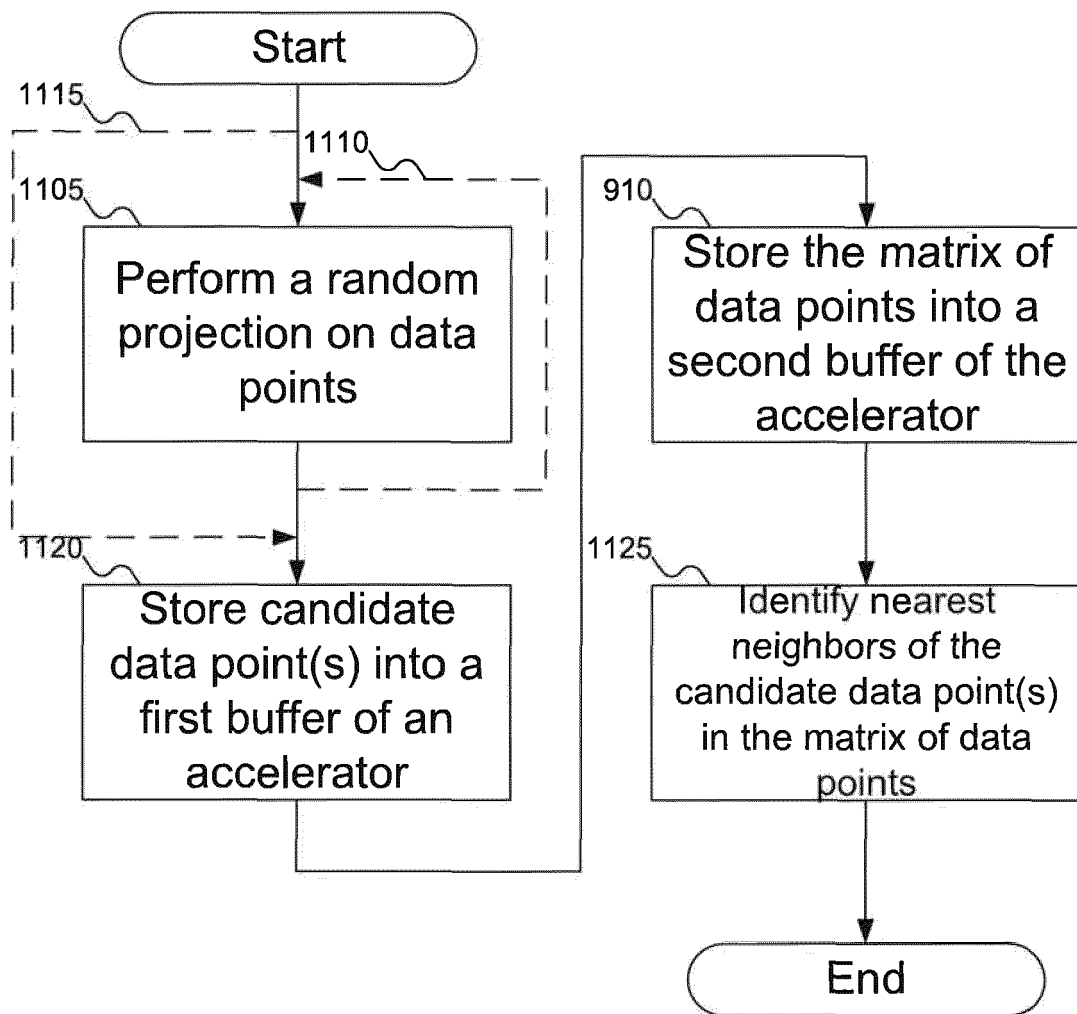 Start
1115
1110
1105
Perform a random
projection on data
points
1120
Store candidate
data point(s) into a
first buffer of an
accelerator
910
Store the matrix of
data points into a
second buffer of the
accelerator
1125
Identify nearest
neighbors of the
candidate data point(s)
in the matrix of data
points
End